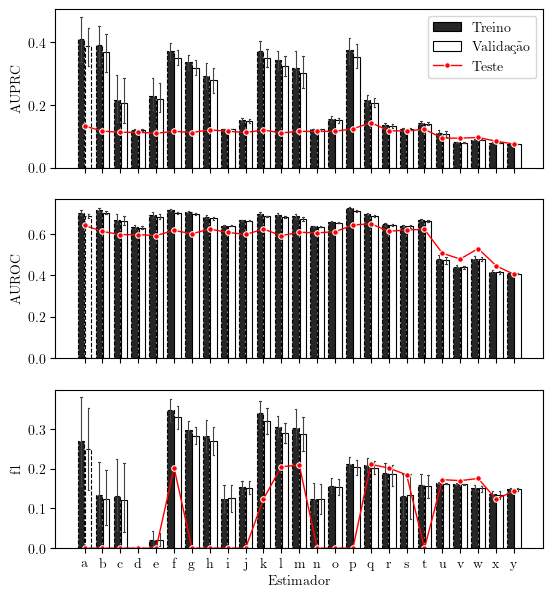 0.4
0.2
0.0
AUPRC
Treino
Validação
Teste
0.6
0.4
0.2
0.0
AUROC
0.3
0.2
0.1
0.0
f1
a b c d e f g h i j k l m n o p q r s t u v w x y
Estimador